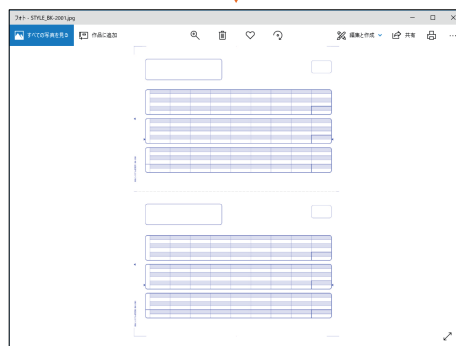 フォト - STYLE_BK-2001.jpg
すべての写真を見る
作品に追加
編集と作成
共有